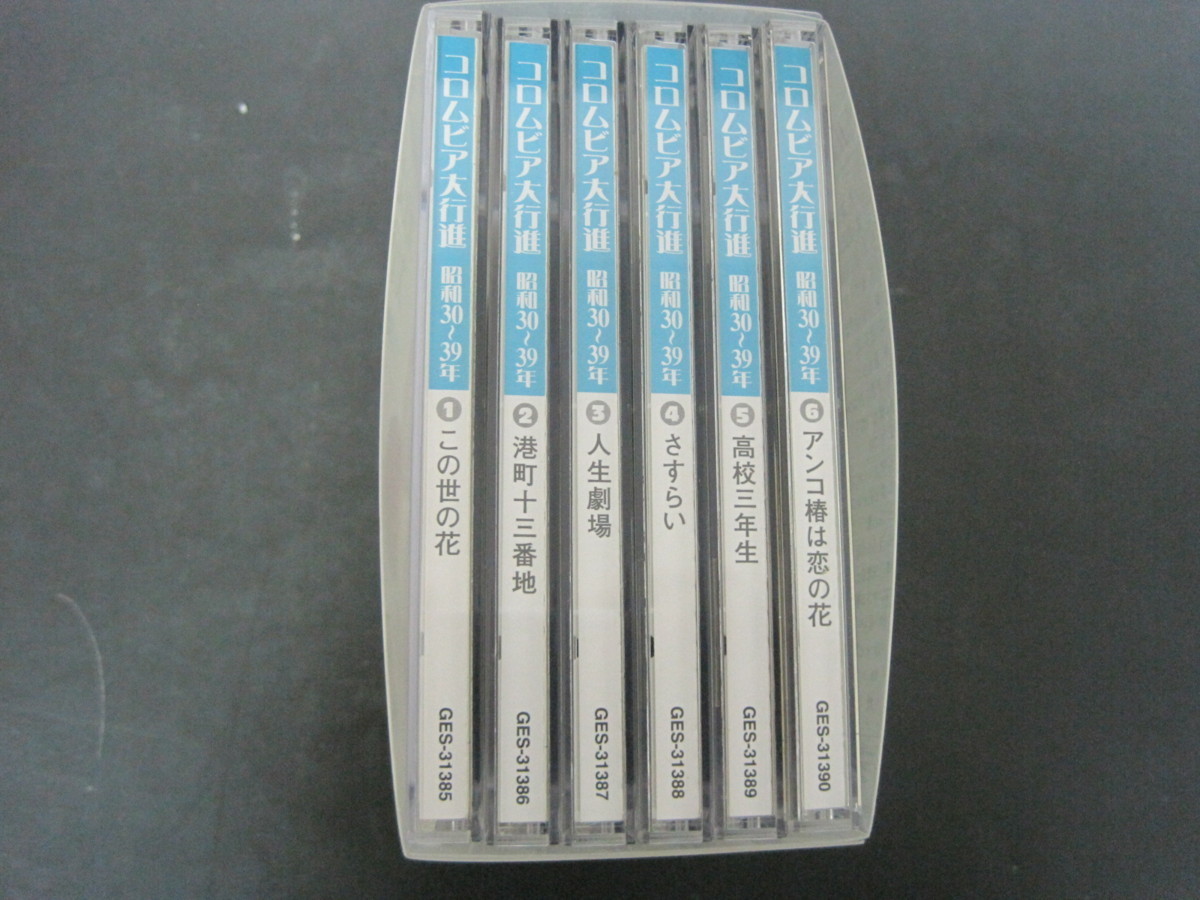 コロムビア大行進 昭和30〜39年 ❶ この世の花 GES-31385
コロムビア大行進 昭和30〜39年 ❷ 港町十三番地 GES-31386
コロムビア大行進 昭和30〜39年 ❸ 人生劇場 GES-31387
コロムビア大行進 昭和30〜39年 ❹ さすらい GES-31388
コロムビア大行進 昭和30〜39年 ❺ 高校三年生 GES-31389
コロムビア大行進 昭和30〜39年 ❻ アンコ椿は恋の花 GES-31390